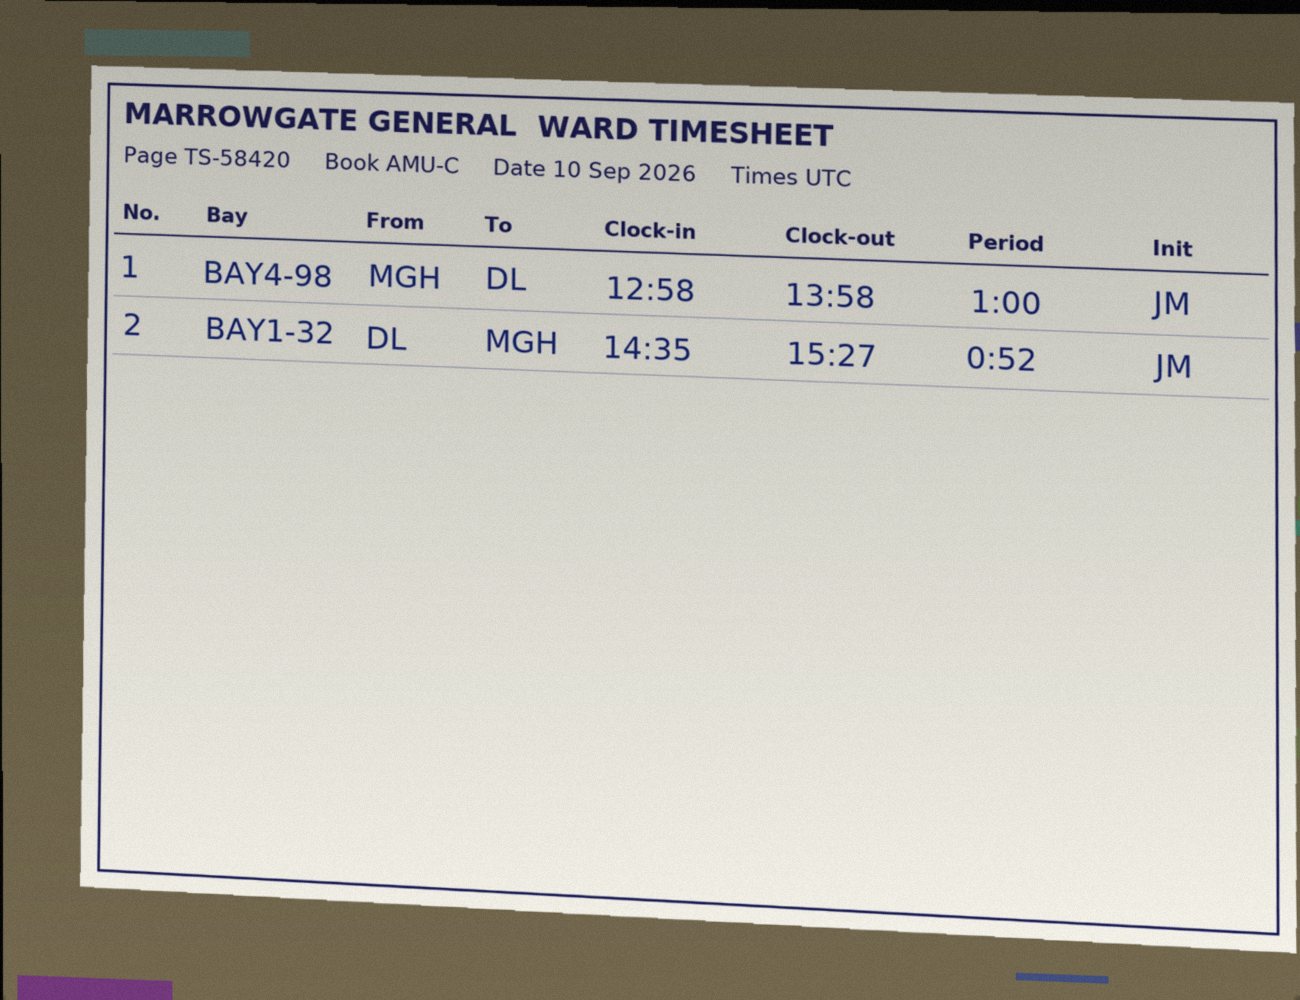 MARROWGATE GENERAL WARD TIMESHEET
Page TS-58420 Book AMU-C Date 10 Sep 2026 Times UTC
No. Bay From To Clock-in Clock-out Period Init
1 BAY4-98 MGH DL 12:58 13:58 1:00 JM
2 BAY1-32 DL MGH 14:35 15:27 0:52 JM